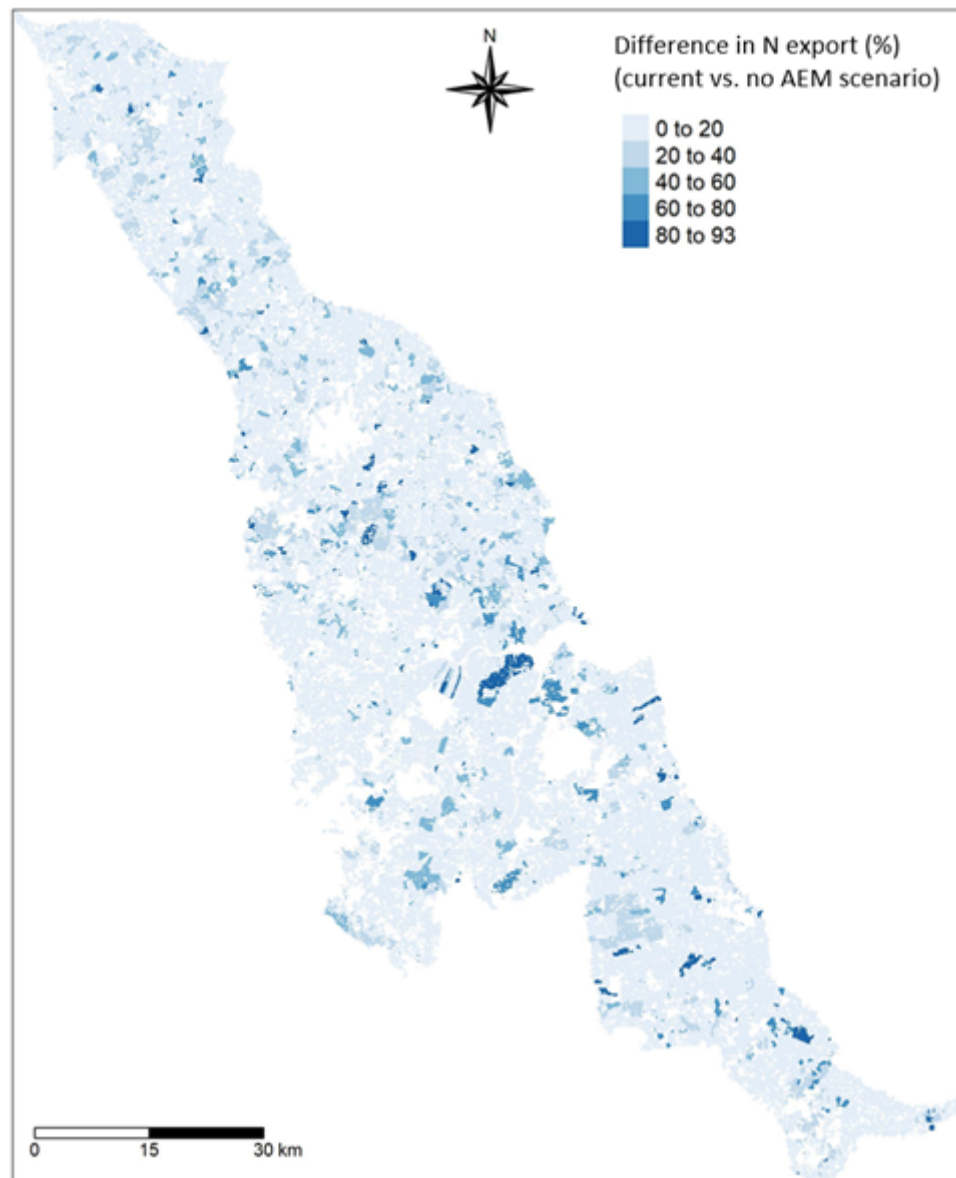 N
Difference in N export (%)
(current vs. no AEM scenario)
0 to 20
20 to 40
40 to 60
60 to 80
80 to 93
0 15 30 km